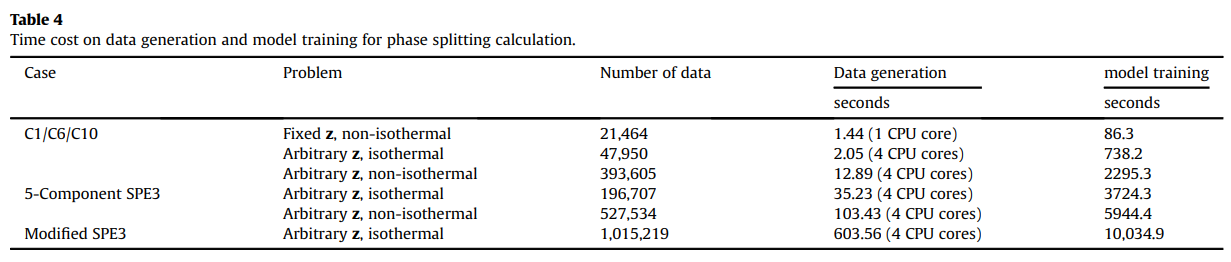 Table 4
Time cost on data generation and model training for phase splitting calculation.
Case Problem Number of data Data generation model training
seconds seconds
C1/C6/C10 Fixed z, non-isothermal 21,464 1.44 (1 CPU core) 86.3
Arbitrary z, isothermal 47,950 2.05 (4 CPU cores) 738.2
Arbitrary z, non-isothermal 393,605 12.89 (4 CPU cores) 2295.3
5-Component SPE3 Arbitrary z, isothermal 196,707 35.23 (4 CPU cores) 3724.3
Arbitrary z, non-isothermal 527,534 103.43 (4 CPU cores) 5944.4
Modified SPE3 Arbitrary z, isothermal 1,015,219 603.56 (4 CPU cores) 10,034.9